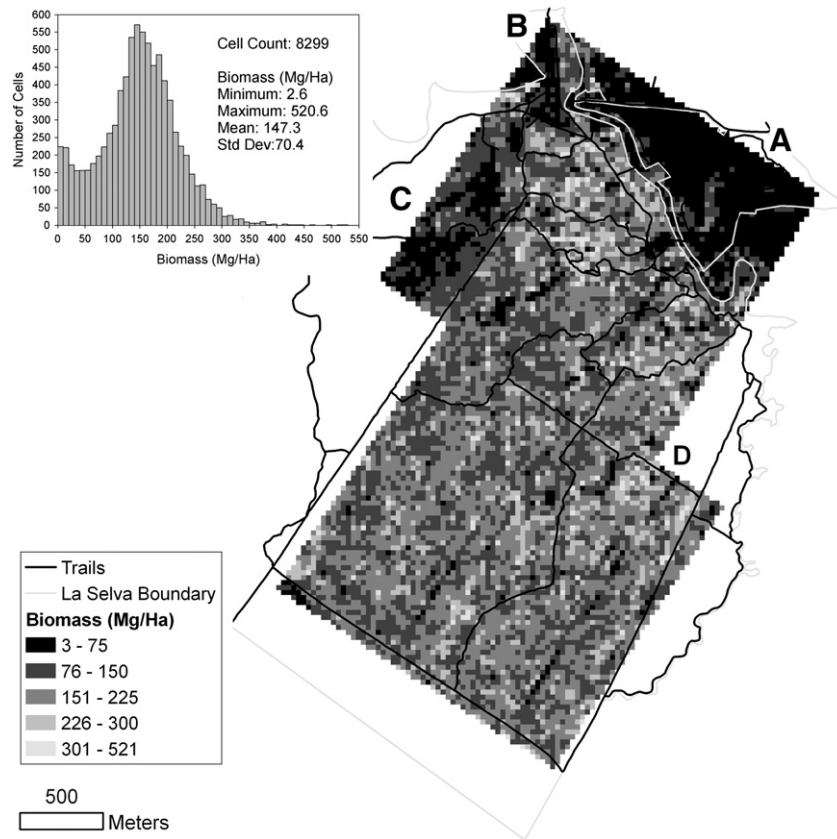 600
550
500
450
400
350
300
250
200
150
100
50
0
Number of Cells
Cell Count: 8299
Biomass (Mg/Ha)
Minimum: 2.6
Maximum: 520.6
Mean: 147.3
Std Dev:70.4
0 50 100 150 200 250 300 350 400 450 500 550
Biomass (Mg/Ha)
B
A
C
D
Trails
La Selva Boundary
Biomass (Mg/Ha)
3 - 75
76 - 150
151 - 225
226 - 300
301 - 521
500
Meters